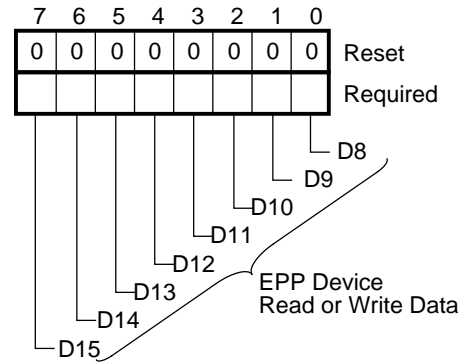 7 6 5 4 3 2 1 0
0 0 0 0 0 0 0 0 Reset
Required
D8
D9
D10
D11
D12
D13
D14
D15
EPP Device
Read or Write Data